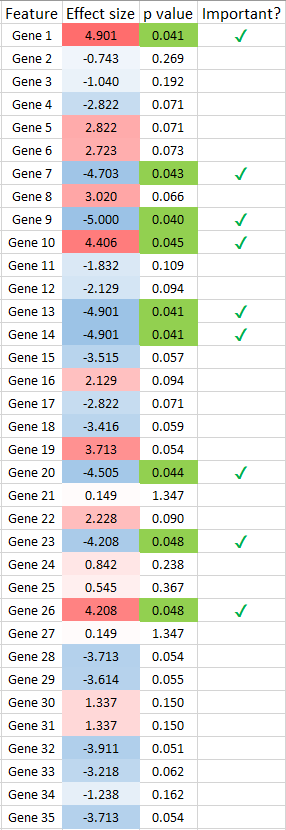 Feature Effect size p value Important?
Gene 1 4.901 0.041 ✓
Gene 2 -0.743 0.269
Gene 3 -1.040 0.192
Gene 4 -2.822 0.071
Gene 5 2.822 0.071
Gene 6 2.723 0.073
Gene 7 -4.703 0.043 ✓
Gene 8 3.020 0.066
Gene 9 -5.000 0.040 ✓
Gene 10 4.406 0.045 ✓
Gene 11 -1.832 0.109
Gene 12 -2.129 0.094
Gene 13 -4.901 0.041 ✓
Gene 14 -4.901 0.041 ✓
Gene 15 -3.515 0.057
Gene 16 2.129 0.094
Gene 17 -2.822 0.071
Gene 18 -3.416 0.059
Gene 19 3.713 0.054
Gene 20 -4.505 0.044 ✓
Gene 21 0.149 1.347
Gene 22 2.228 0.090
Gene 23 -4.208 0.048 ✓
Gene 24 0.842 0.238
Gene 25 0.545 0.367
Gene 26 4.208 0.048 ✓
Gene 27 0.149 1.347
Gene 28 -3.713 0.054
Gene 29 -3.614 0.055
Gene 30 1.337 0.150
Gene 31 1.337 0.150
Gene 32 -3.911 0.051
Gene 33 -3.218 0.062
Gene 34 -1.238 0.162
Gene 35 -3.713 0.054